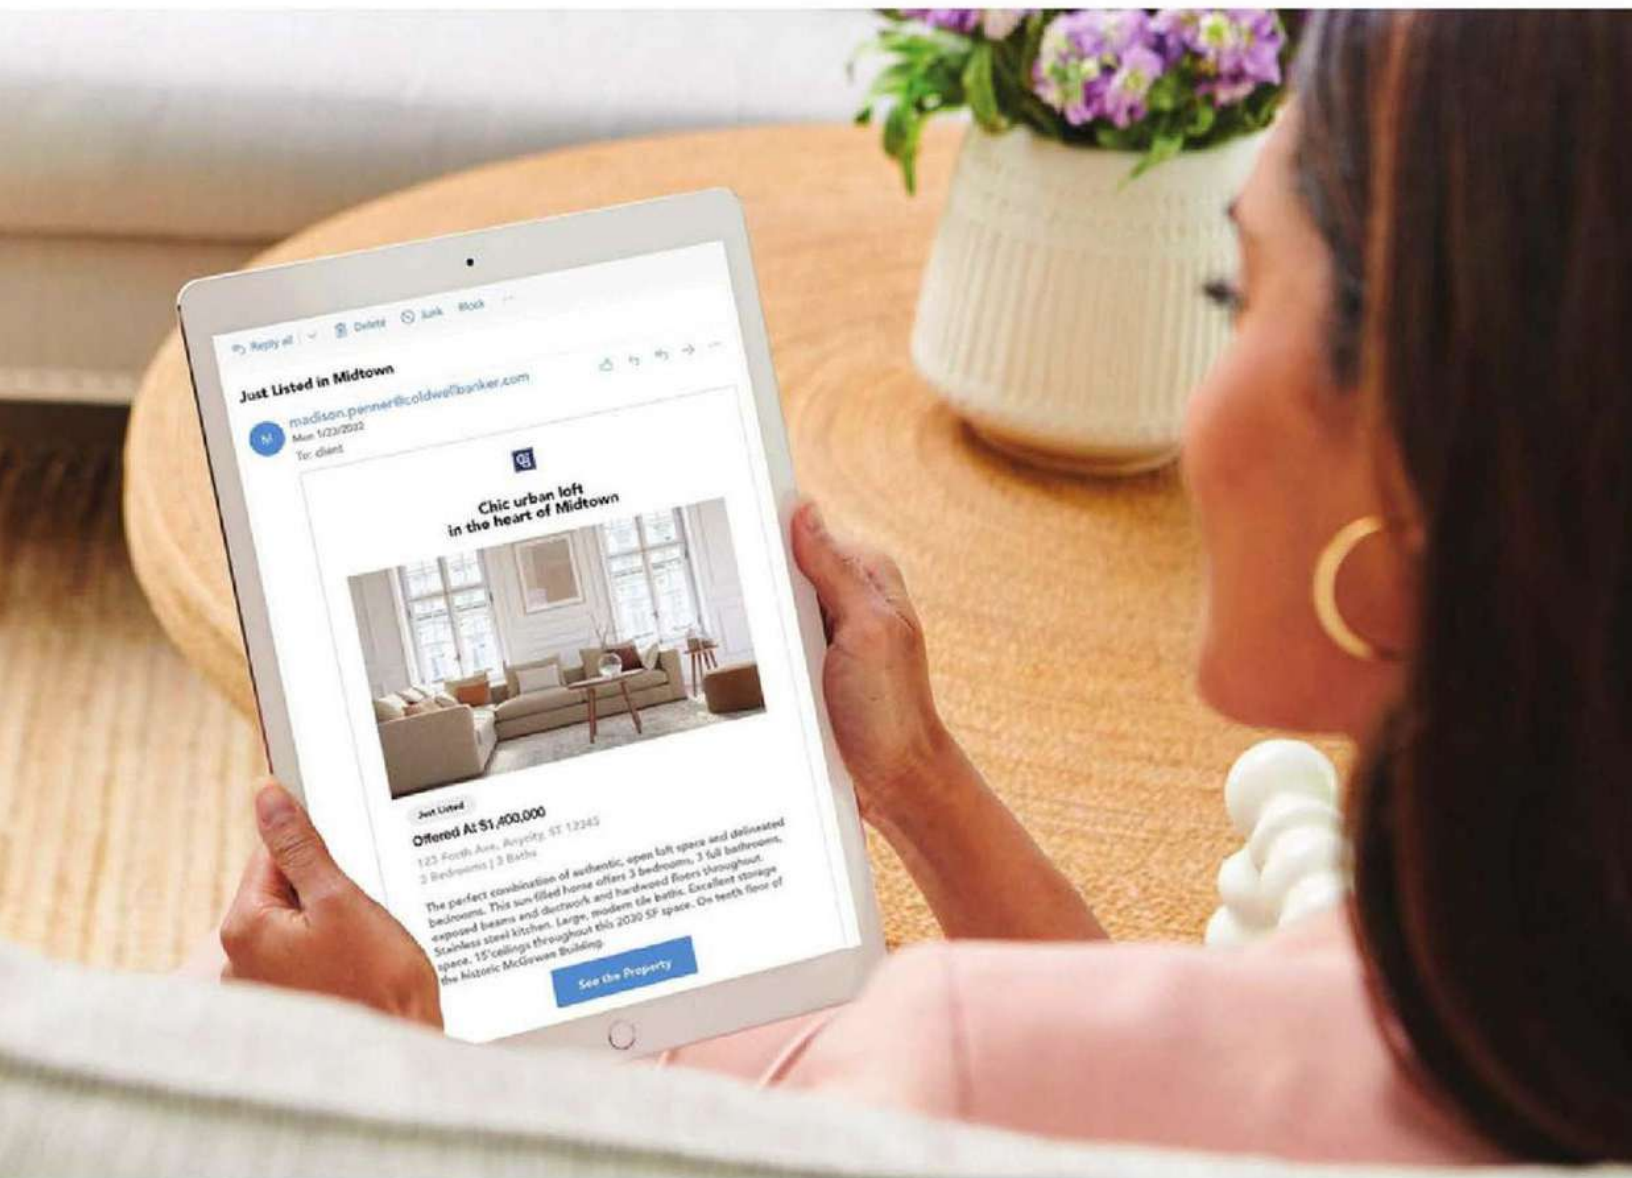 Reply all Delete Junk Block
Just Listed in Midtown
M
madison.penner@coldwellbanker.com
Mon 1/23/2032
To: client
CB
Chic urban loft
in the heart of Midtown
Just Listed
Offered At $1,400,000
123 Forth Ave, Anycity, ST 12345
3 Bedrooms | 3 Baths
The perfect combination of authentic, open loft space and delineated
bedrooms. This sun-filled home offers 3 bedrooms, 3 full bathrooms,
exposed beams and ductwork and hardwood floors throughout.
Stainless steel kitchen. Large, modern tile baths. Excellent storage
space. 15'ceilings throughout this 2030 SF space. On tenth floor of
the historic McGowan Building.
See the Property